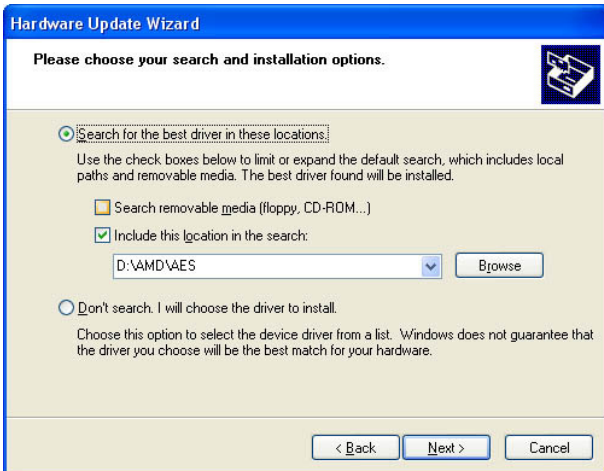 Hardware Update Wizard
Please choose your search and installation options.
Search for the best driver in these locations.
Use the check boxes below to limit or expand the default search, which includes local
paths and removable media. The best driver found will be installed.
Search removable media (floppy, CD-ROM...)
Include this location in the search:
D:\AMD\AES
Browse
Don't search. I will choose the driver to install.
Choose this option to select the device driver from a list. Windows does not guarantee that
the driver you choose will be the best match for your hardware.
< Back
Next >
Cancel